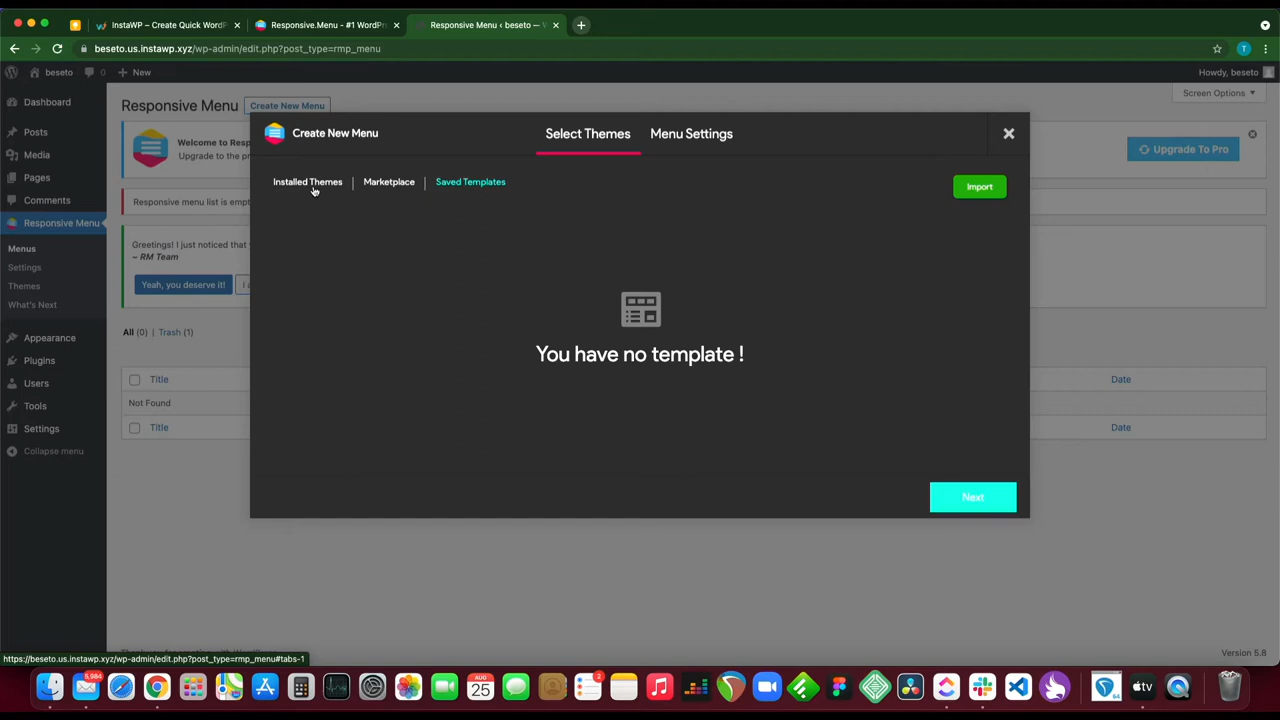 InstaWP – Create Quick WordP
Responsive.Menu - #1 WordPr
Responsive Menu ‹ beseto —
beseto.us.instawp.xyz/wp-admin/edit.php?post_type=rmp_menu
T
beseto
0
New
Howdy, beseto
Dashboard
Posts
Media
Pages
Comments
Responsive Menu
Menus
Settings
Themes
What's Next
Appearance
Plugins
Users
Tools
Settings
Collapse menu
Responsive Menu
Create New Menu
Screen Options
Welcome to Resp
Upgrade to the pr
Upgrade To Pro
Responsive menu list is empt
Greetings! I just noticed that
~ RM Team
Yeah, you deserve it!
All (0) | Trash (1)
Title
Date
Not Found
Title
Date
Create New Menu
Select Themes
Menu Settings
Installed Themes
Marketplace
Saved Templates
Import
You have no template !
Next
Version 5.8
https://beseto.us.instawp.xyz/wp-admin/edit.php?post_type=rmp_menu#tabs-1
5,984
AUG
25
2
64
tv